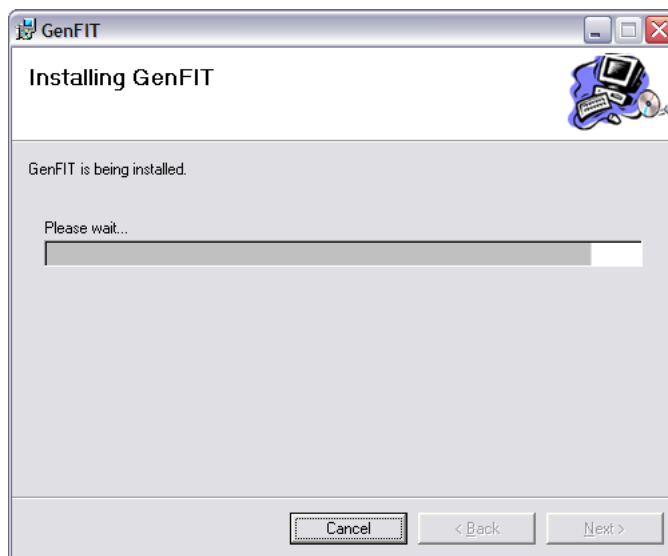 GenFIT
Installing GenFIT
GenFIT is being installed.
Please wait...
Cancel
< Back
Next >